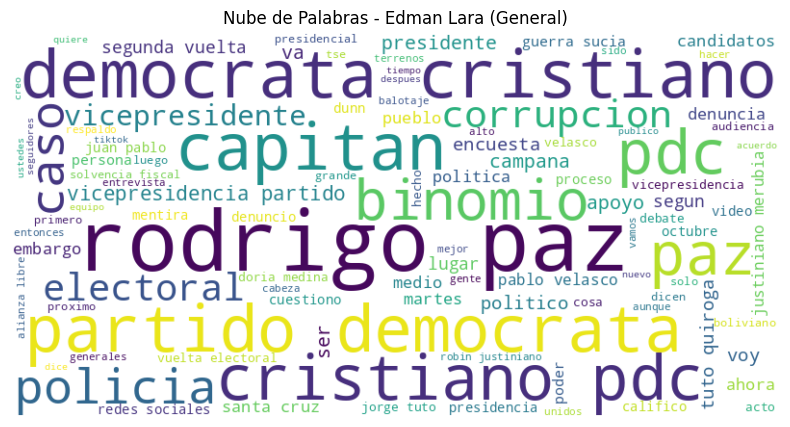 Nube de Palabras - Edman Lara (General)
quiere
segunda vuelta
presidencial
va
tse
presidente
guerra sucia
candidatos
terrenos
hacer
creo
democrata cristiano
tiempo
despues
sido
caso
vicepresidente
dunn
balotaje
pueblo
corrupcion
denuncia
seguidores
respaldo
tiktok
juan pablo
capitan
alto
encuesta
velasco
publico
audiencia
acuerdo
ustedes
persona
luego
solvencia fiscal
entrevista
grande
campana
pdc
vicepresidencia partido
hecho
politica
proceso
vicepresidencia
equipo
primero
mentira
denuncio
binomio
apoyo
segun
video
debate
octubre
justiniano merubia
entonces
embargo
rodrigo paz
mejor
vamos
paz
alianza libre
doria medina
lugar
gente
nuevo
cabeza
medio
pablo velasco
solo
electoral
cuestiono
martes
politico
cosa
dicen
aunque
proximo
boliviano
partido democrata
ser
tuto quiroga
voy
generales
vuelta electoral
robin justiniano
dice
policia
cristiano pdc
poder
ahora
redes sociales
santa cruz
jorge tuto
presidencia
unidos
califico
acto